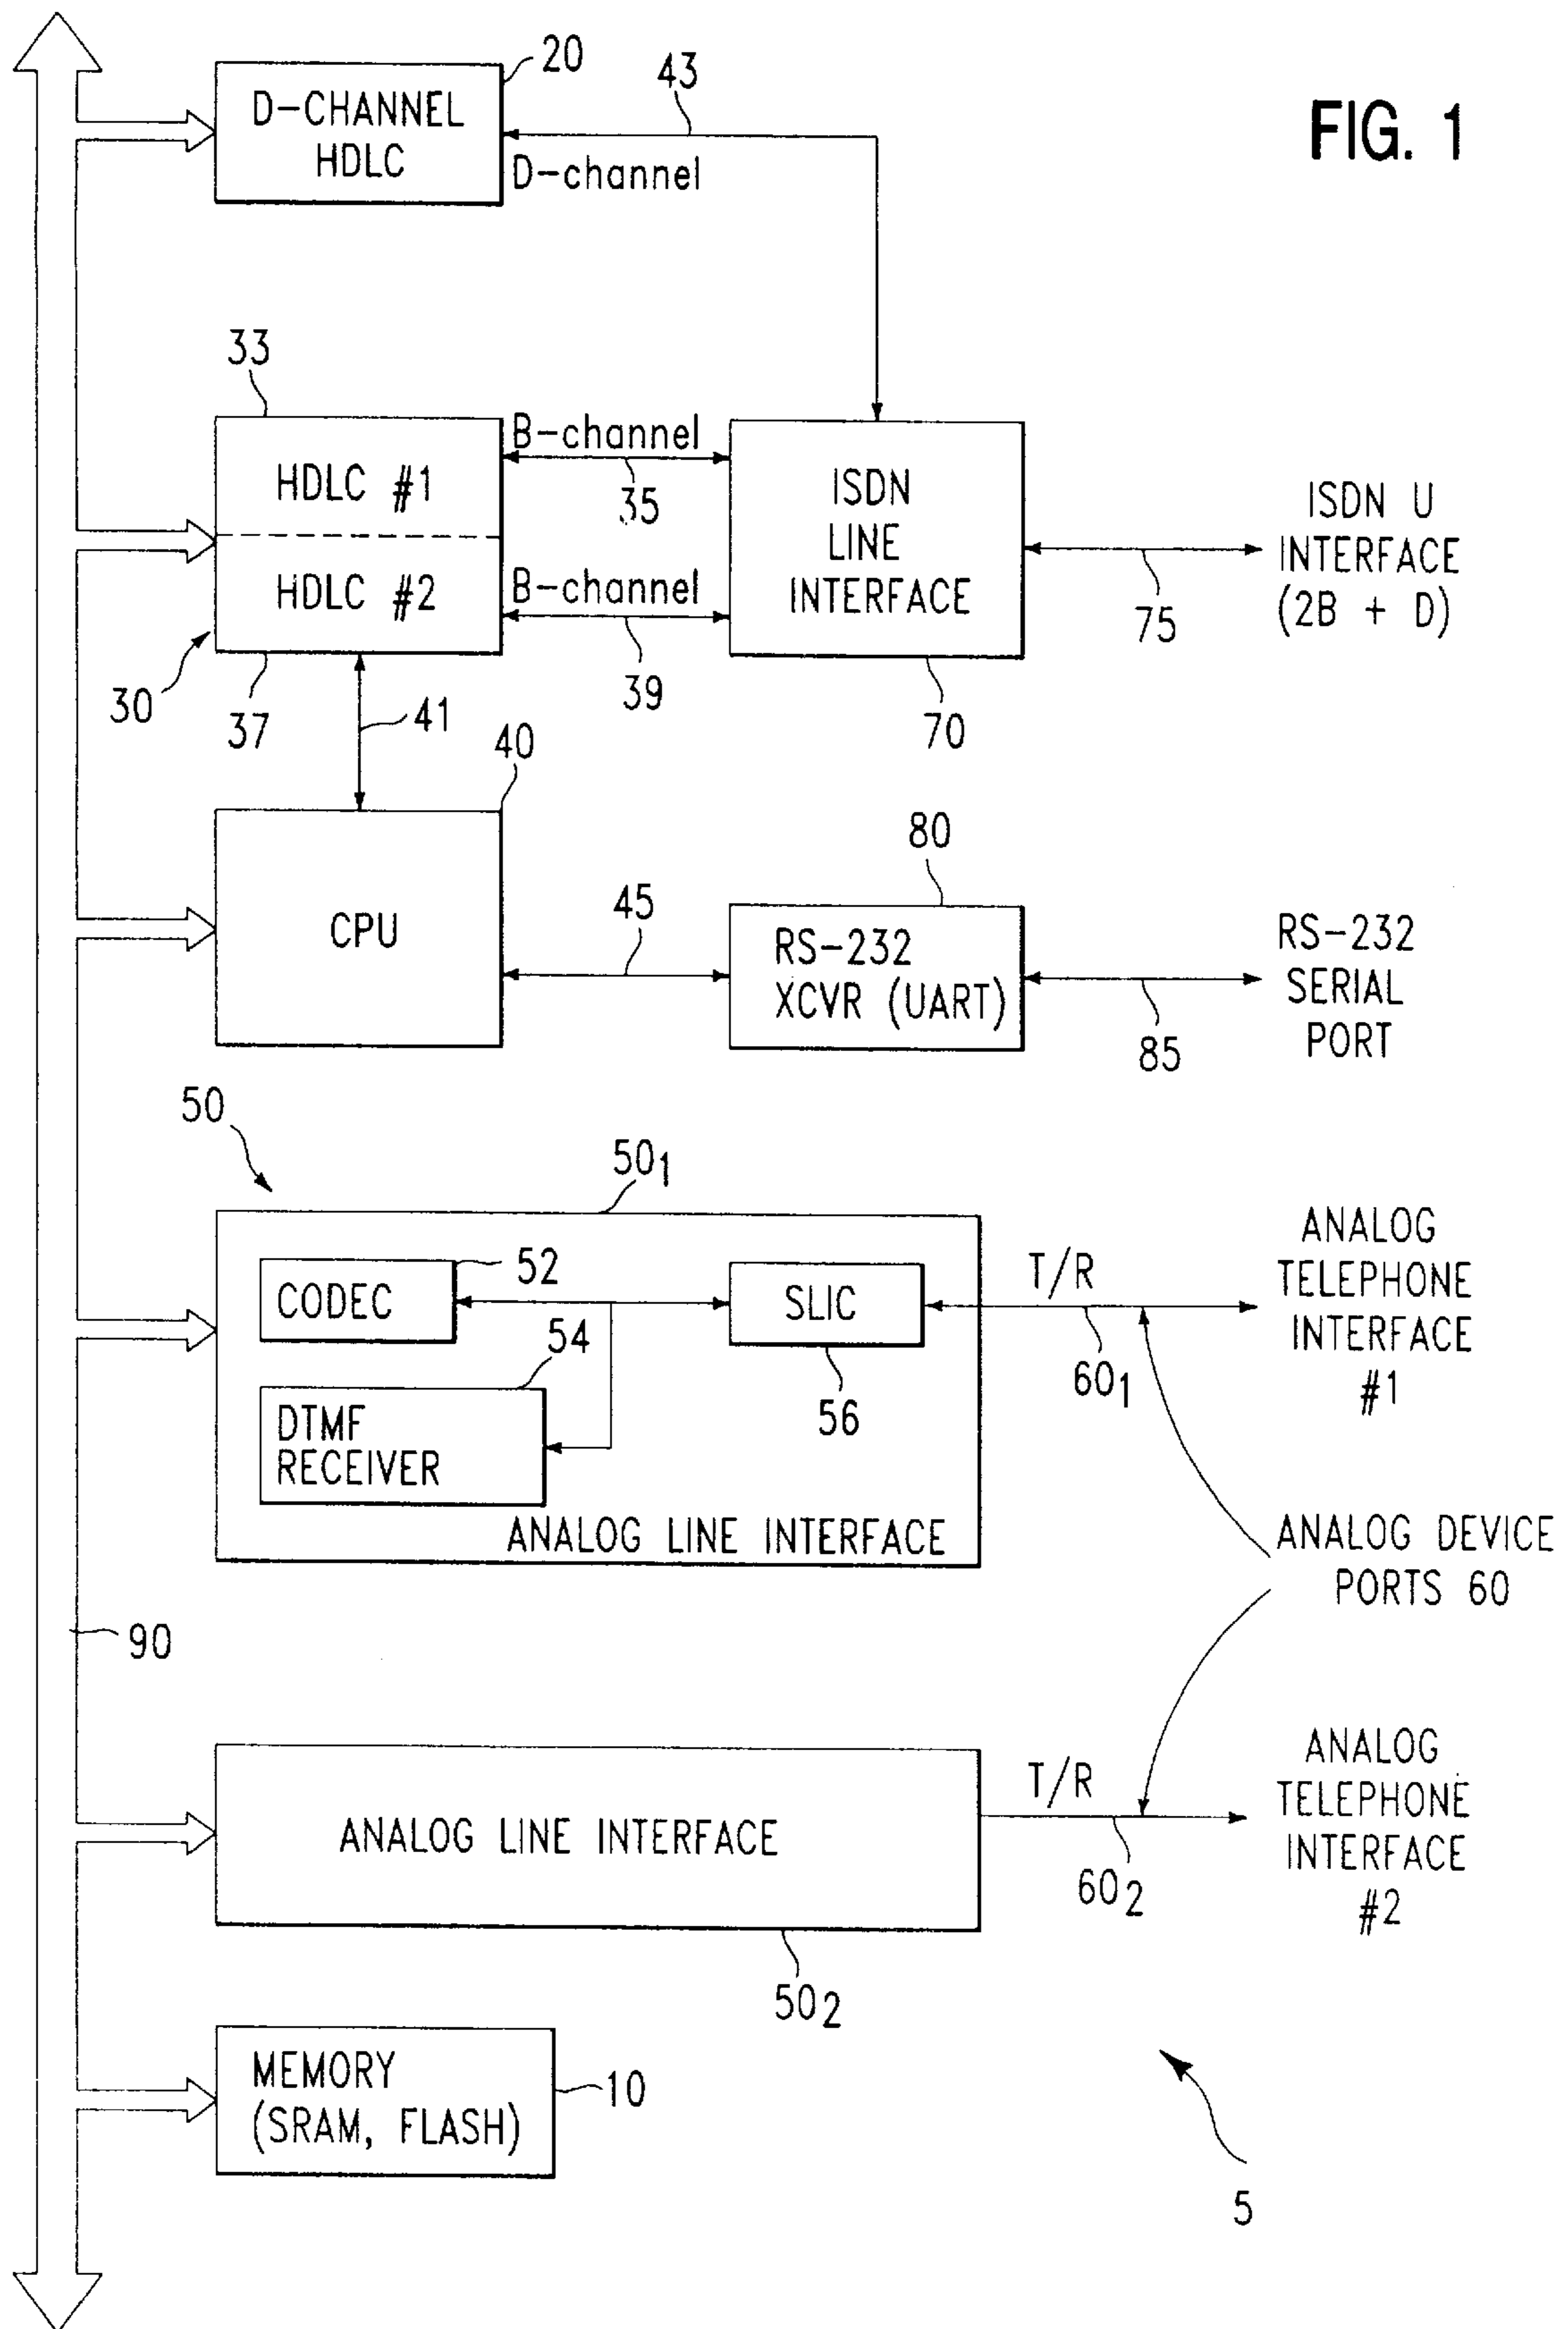 FIG. 1
20
43
D-CHANNEL
HDLC
D-channel
33
HDLC #1
HDLC #2
B-channel
35
B-channel
39
ISDN
LINE
INTERFACE
70
75
ISDN U
INTERFACE
(2B + D)
30
37
41
40
CPU
45
80
RS-232
XCVR (UART)
85
RS-232
SERIAL
PORT
50
50₁
CODEC
52
54
DTMF
RECEIVER
SLIC
56
ANALOG LINE INTERFACE
T/R
60₁
ANALOG
TELEPHONE
INTERFACE
#1
ANALOG DEVICE
PORTS 60
90
ANALOG LINE INTERFACE
50₂
T/R
60₂
ANALOG
TELEPHONE
INTERFACE
#2
MEMORY
(SRAM, FLASH)
10
5